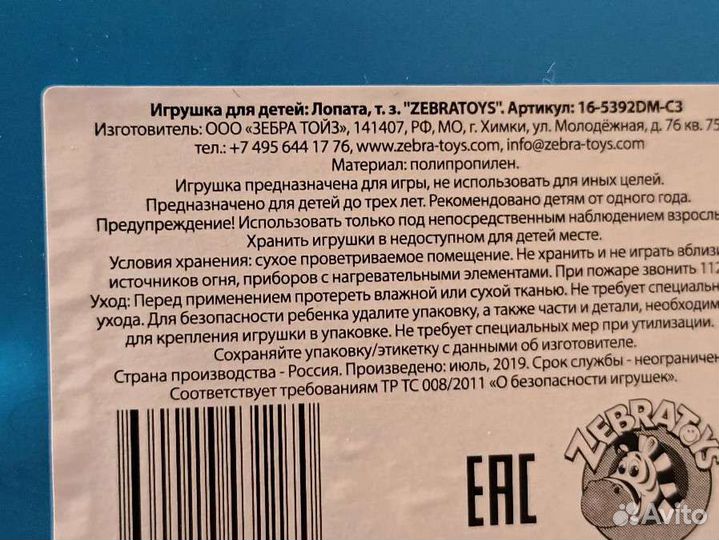 Игрушка для детей: Лопата, т. з. "ZEBRATOYS". Артикул: 16-5392DM-C3
Изготовитель: ООО «ЗЕБРА ТОЙЗ», 141407, РФ, МО, г. Химки, ул. Молодёжная, д. 76 кв. 75
тел.: +7 495 644 17 76, www.zebra-toys.com, info@zebra-toys.com
Материал: полипропилен.
Игрушка предназначена для игры, не использовать для иных целей.
Предназначено для детей до трех лет. Рекомендовано детям от одного года.
Предупреждение! Использовать только под непосредственным наблюдением взрослы
Хранить игрушки в недоступном для детей месте.
Условия хранения: сухое проветриваемое помещение. Не хранить и не играть вблизи
источников огня, приборов с нагревательными элементами. При пожаре звонить 112
Уход: Перед применением протереть влажной или сухой тканью. Не требует специальн
ухода. Для безопасности ребенка удалите упаковку, а также части и детали, необходим
для крепления игрушки в упаковке. Не требует специальных мер при утилизации.
Сохраняйте упаковку/этикетку с данными об изготовителе.
Страна производства - Россия. Произведено: июль, 2019. Срок службы - неограничен
Соответствует требованиям ТР ТС 008/2011 «О безопасности игрушек».
ZEBRATOYS
EAC
Avito